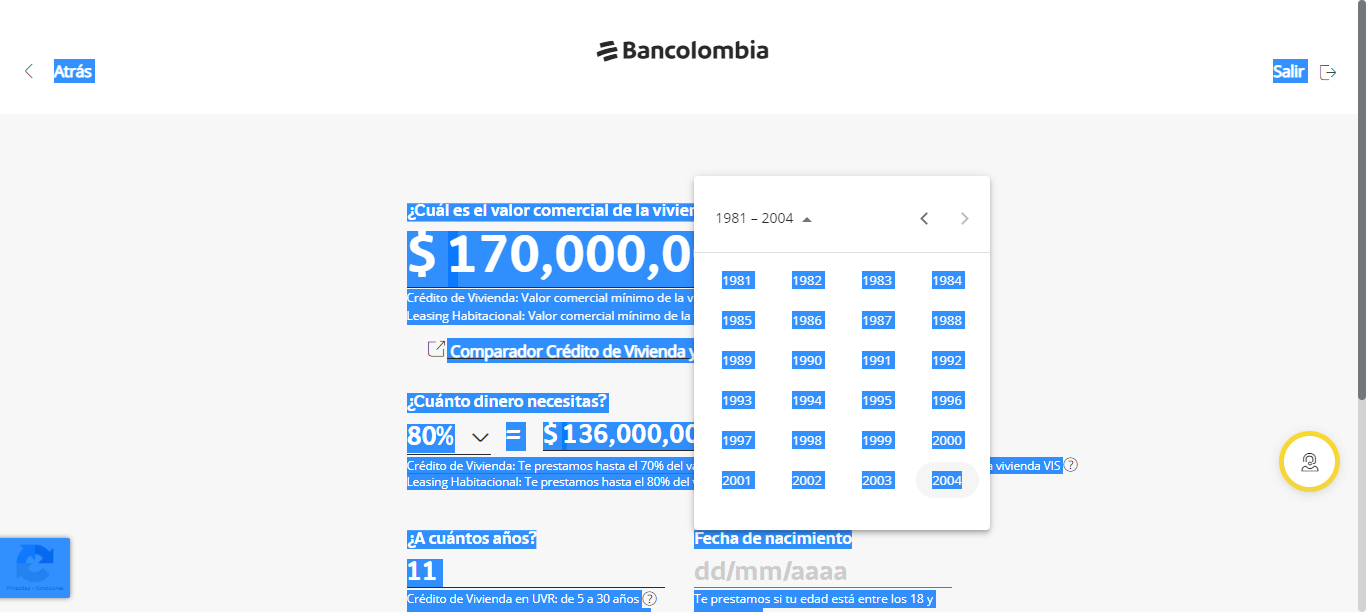 Bancolombia
Atrás
Salir
¿Cuál es el valor comercial de la vivien
$ 170,000,0
Crédito de Vivienda: Valor comercial mínimo de la v
Leasing Habitacional: Valor comercial mínimo de la
Comparador Crédito de Vivienda y
¿Cuánto dinero necesitas?
80% = $ 136,000,00
Crédito de Vivienda: Te prestamos hasta el 70% del va
a vivienda VIS ?
Leasing Habitacional: Te prestamos hasta el 80% del v
1981 – 2004
1981 1982 1983 1984
1985 1986 1987 1988
1989 1990 1991 1992
1993 1994 1995 1996
1997 1998 1999 2000
2001 2002 2003 2004
¿A cuántos años?
11
Crédito de Vivienda en UVR: de 5 a 30 años ?
Fecha de nacimiento
dd/mm/aaaa
Te prestamos si tu edad está entre los 18 y